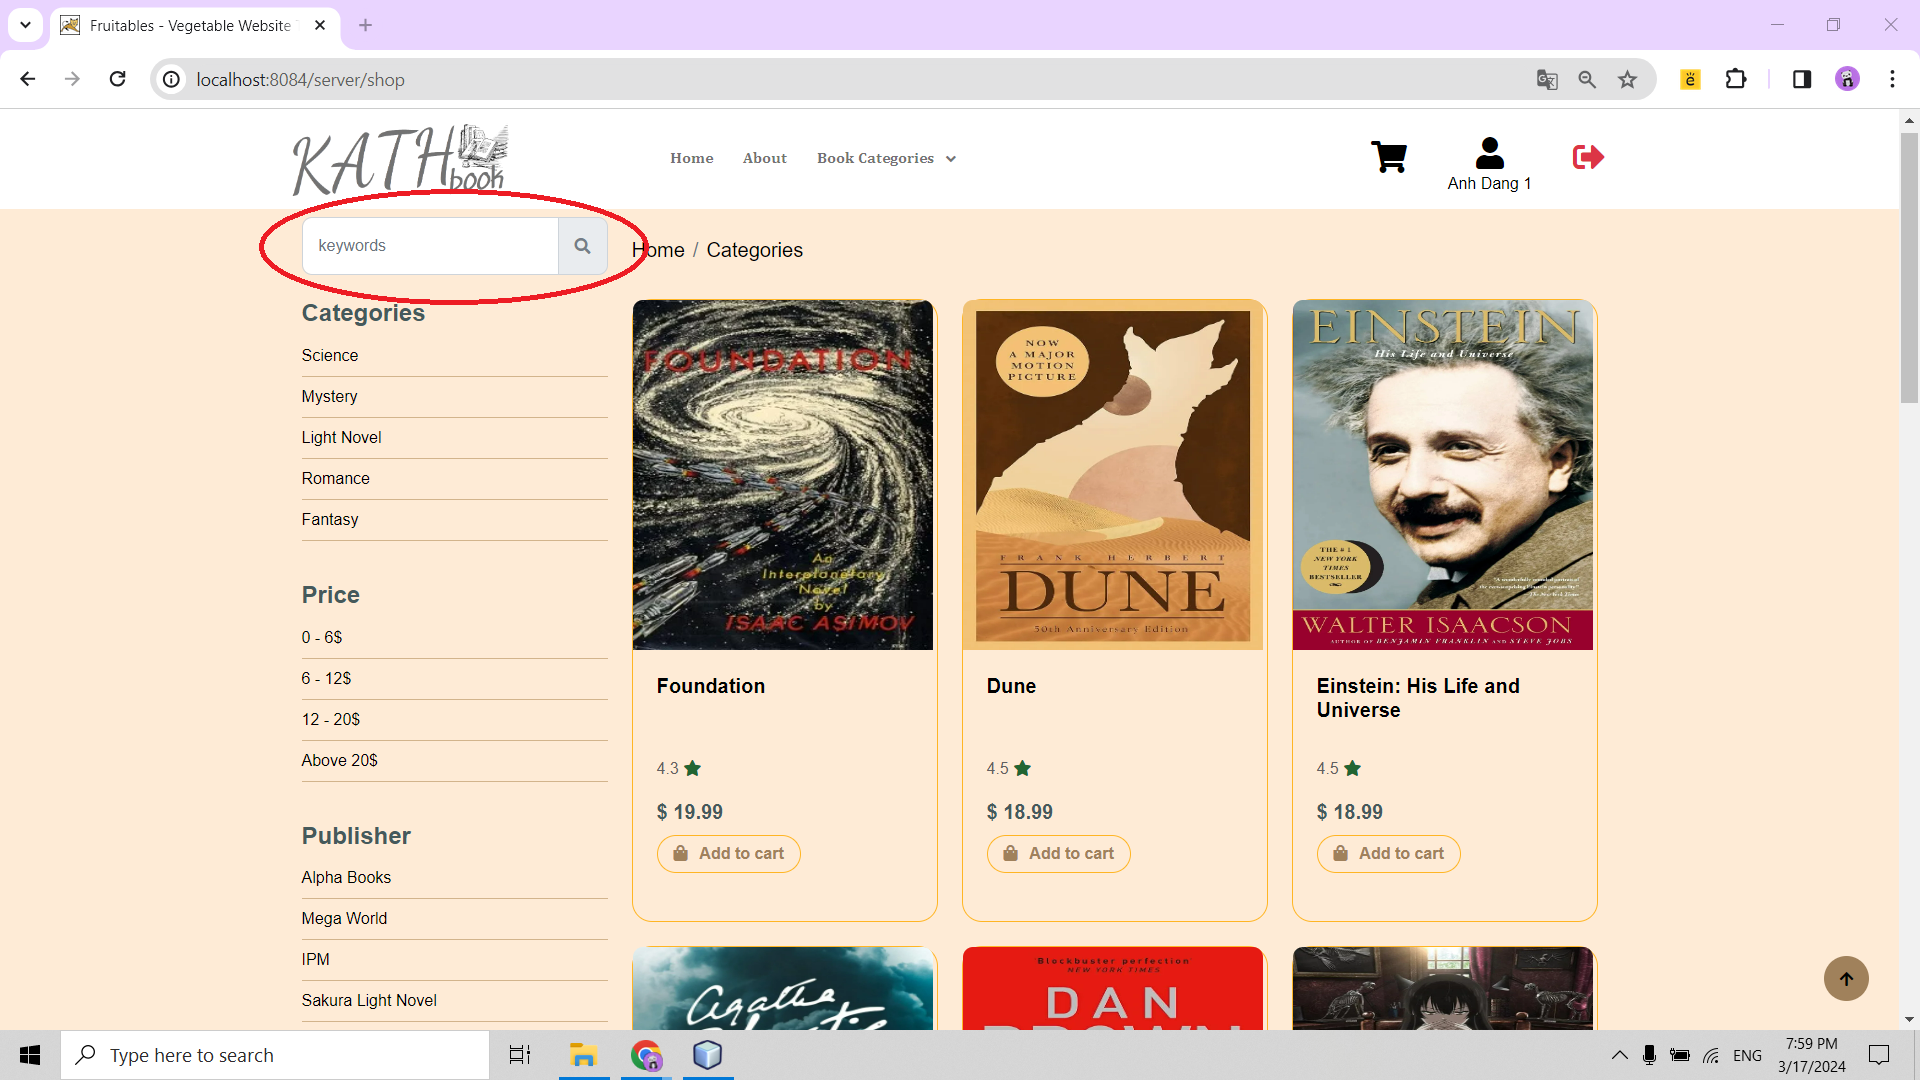 Fruitables - Vegetable Website
localhost:8084/server/shop
KATH
book
Home
About
Book Categories
Anh Dang 1
keywords
Home / Categories
Categories
Science
Mystery
Light Novel
Romance
Fantasy
Price
0 - 6$
6 - 12$
12 - 20$
Above 20$
Publisher
Alpha Books
Mega World
IPM
Sakura Light Novel
FOUNDATION
An
Interplanetary
Novel
by
ISAAC ASIMOV
Foundation
4.3
$ 19.99
Add to cart
NOW
A MAJOR
MOTION
PICTURE
FRANK HERBERT
DUNE
50th Anniversary Edition
Dune
4.5
$ 18.99
Add to cart
EINSTEIN
His Life and Universe
THE #1
NEW YORK
TIMES
BESTSELLER
WALTER ISAACSON
AUTHOR OF BENJAMIN FRANKLIN AND STEVE JOBS
Einstein: His Life and
Universe
4.5
$ 18.99
Add to cart
Agatha
Christie
"Blockbuster perfection"
NEW YORK TIMES
DAN
BROWN
Type here to search
ENG
7:59 PM
3/17/2024